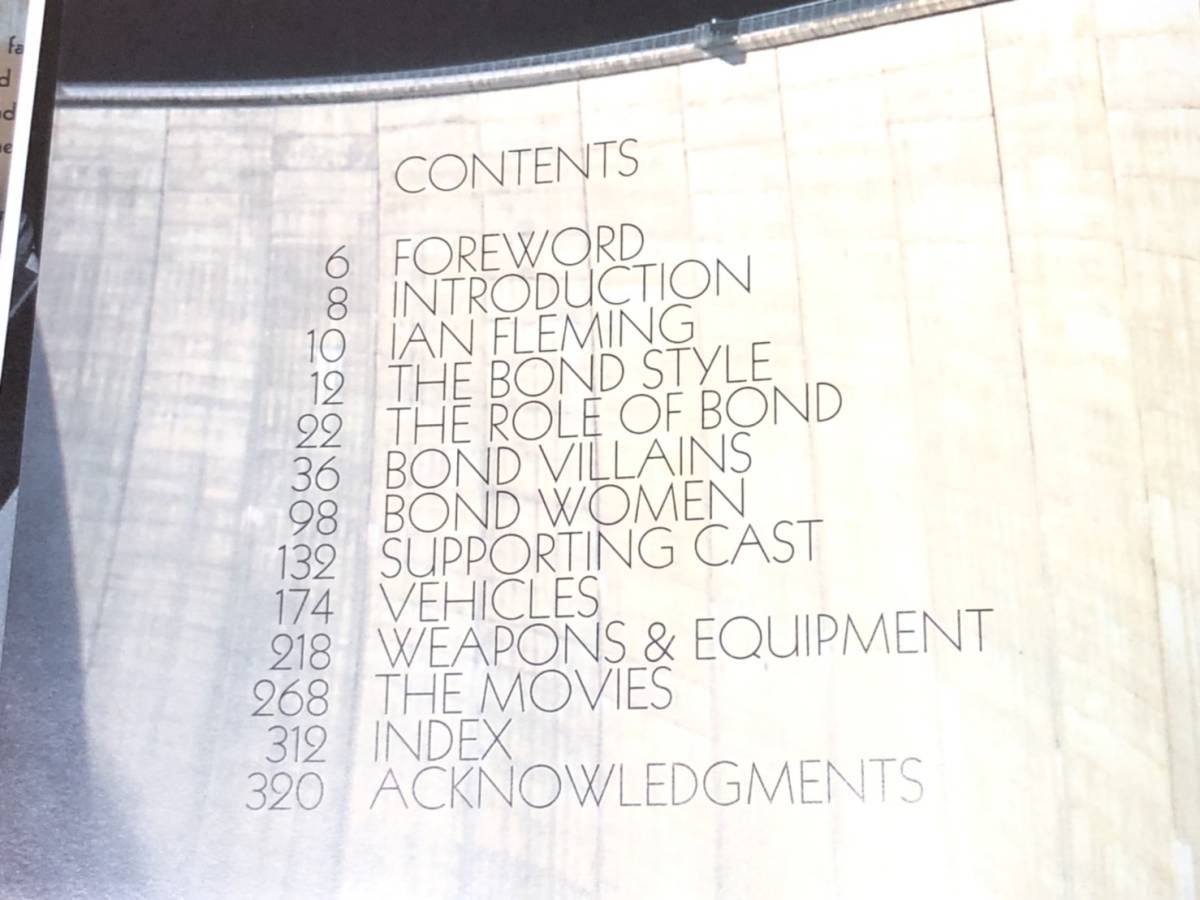 CONTENTS
6 FOREWORD
8 INTRODUCTION
10 IAN FLEMING
12 THE BOND STYLE
22 THE ROLE OF BOND
36 BOND VILLAINS
98 BOND WOMEN
132 SUPPORTING CAST
174 VEHICLES
218 WEAPONS & EQUIPMENT
268 THE MOVIES
312 INDEX
320 ACKNOWLEDGMENTS